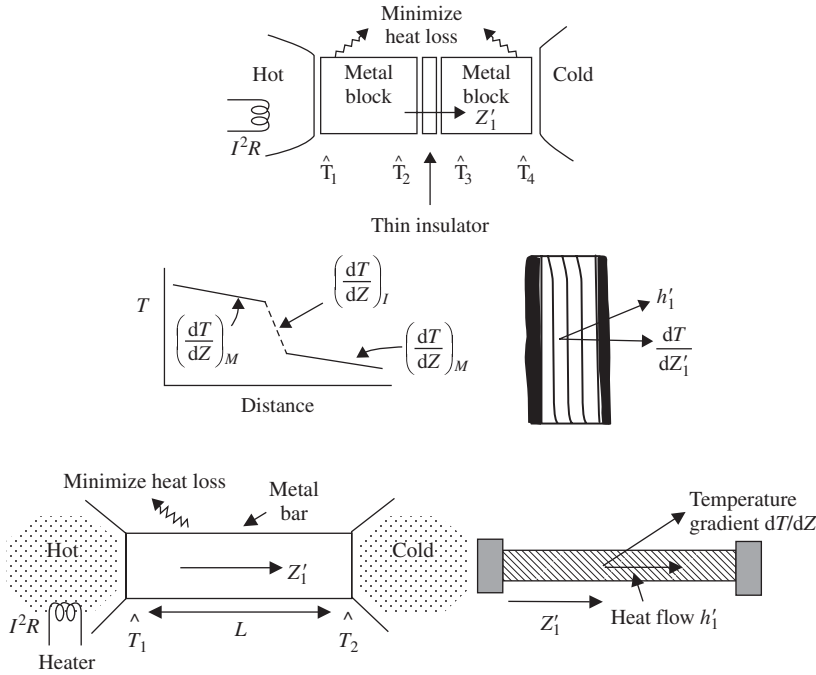 Minimize
heat loss
Hot
Metal
block
Metal
block
Cold
Z′₁
I²R
T̂₁ T̂₂ T̂₃ T̂₄
Thin insulator
T
(dT/dZ)_I
(dT/dZ)_M
(dT/dZ)_M
Distance
h′₁
dT/dZ′₁
Minimize heat loss
Metal
bar
Hot
Cold
Z′₁
I²R
T̂₁
L
T̂₂
Heater
Temperature
gradient dT/dZ
Z′₁
Heat flow h′₁